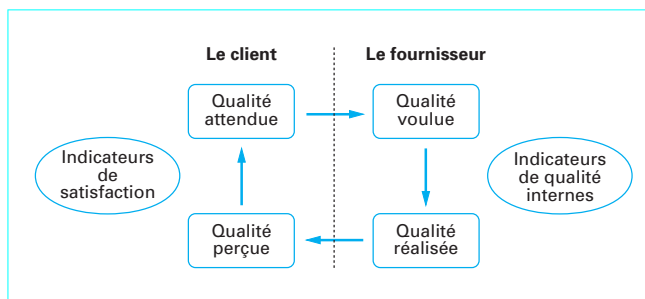 Le client
Le fournisseur
Qualité
attendue
Qualité
voulue
Indicateurs
de
satisfaction
Indicateurs
de qualité
internes
Qualité
perçue
Qualité
réalisée